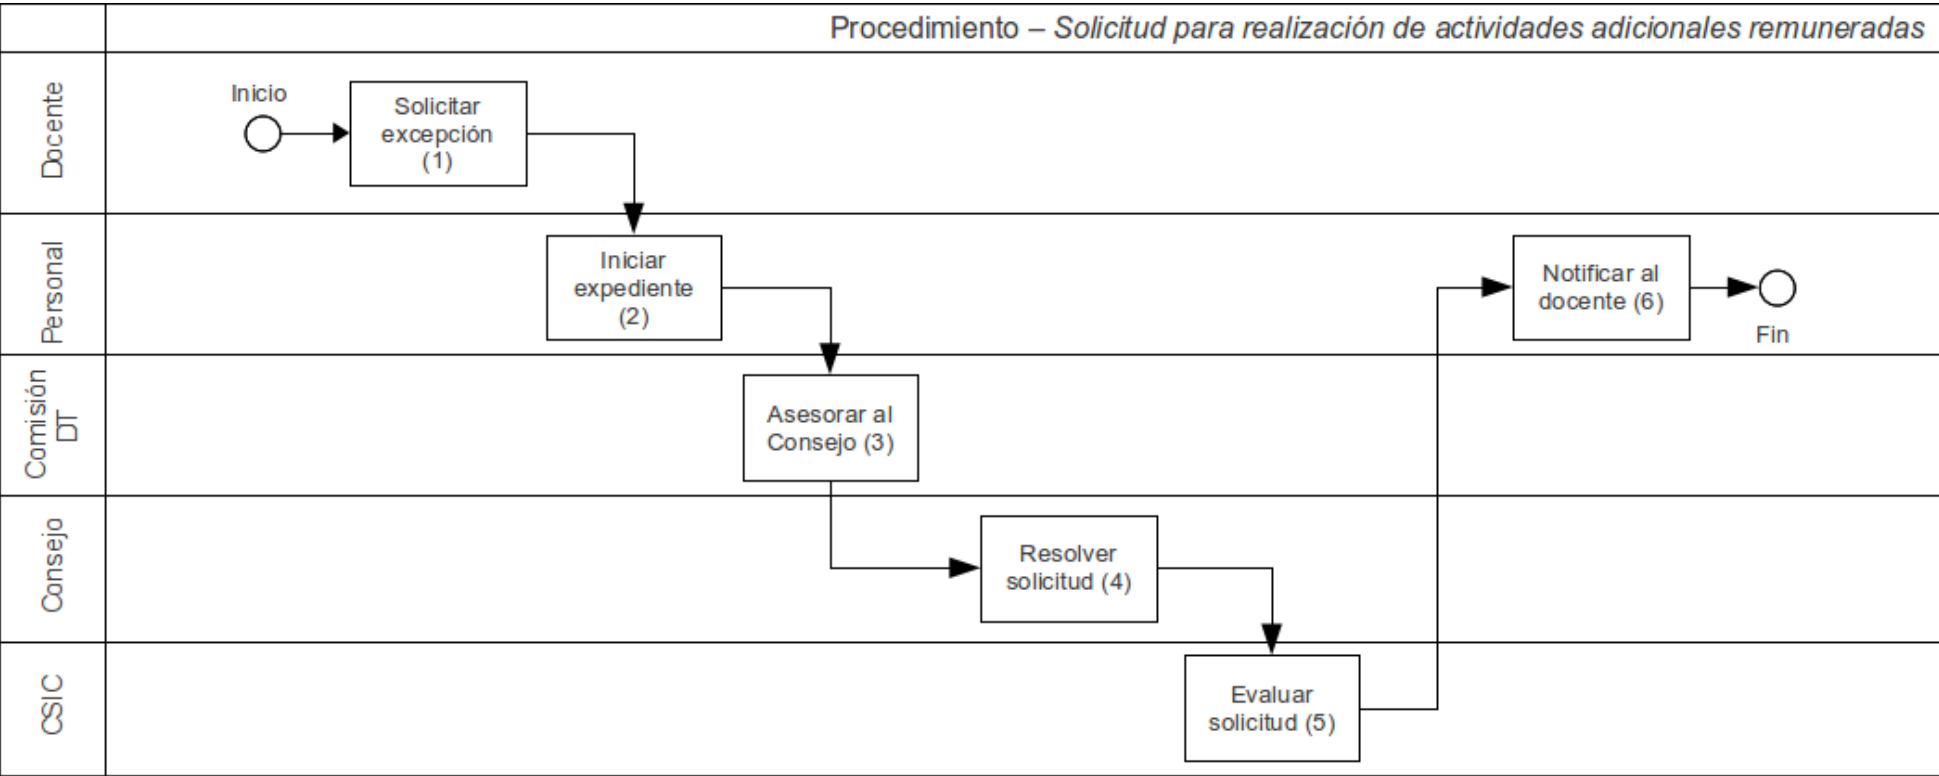 Procedimiento – Solicitud para realización de actividades adicionales remuneradas
Docente
Inicio
Solicitar
excepción
(1)
Personal
Iniciar
expediente
(2)
Notificar al
docente (6)
Fin
Comisión
DT
Asesorar al
Consejo (3)
Consejo
Resolver
solicitud (4)
CSIC
Evaluar
solicitud (5)